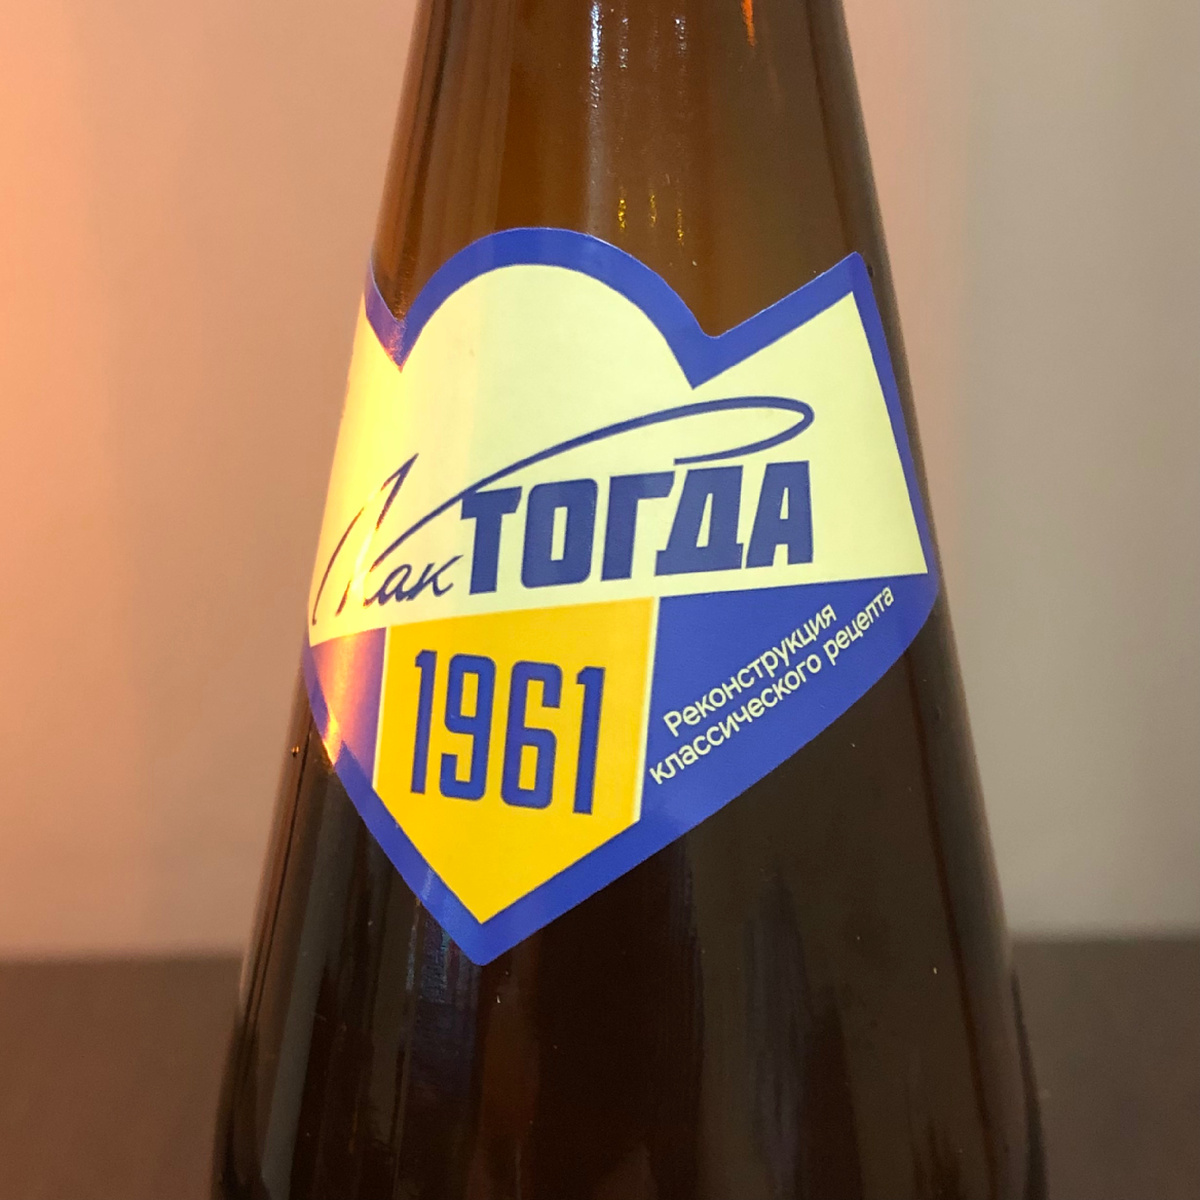 Как ТОГДА
1961
Реконструкция
классического рецепта